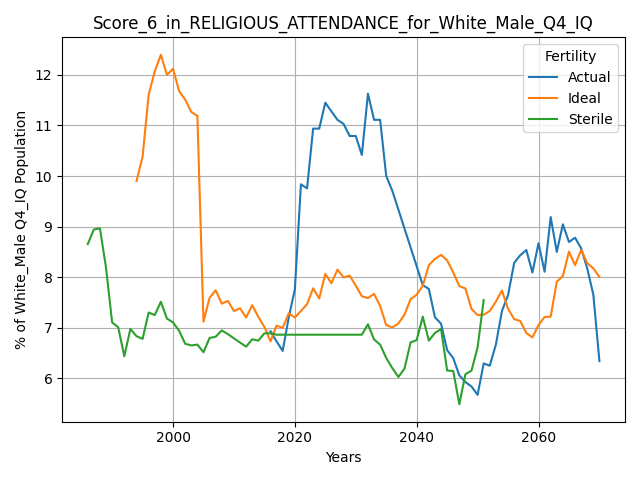 Score_6_in_RELIGIOUS_ATTENDANCE_for_White_Male_Q4_IQ
% of White_Male Q4_IQ Population
12
11
10
9
8
7
6
2000 2020 2040 2060
Years
Fertility
Actual
Ideal
Sterile